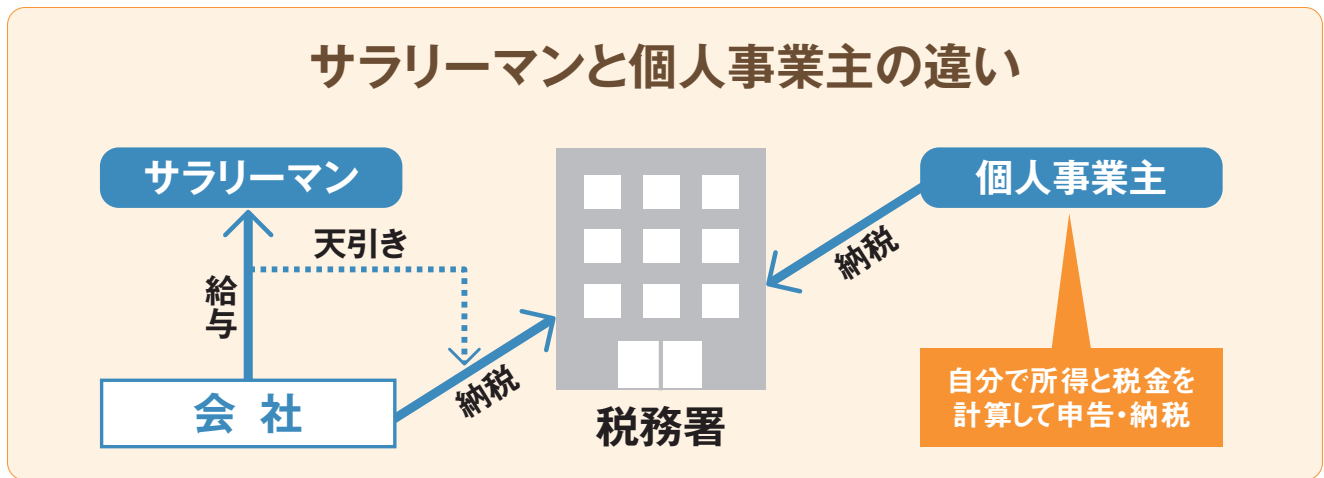 サラリーマンと個人事業主の違い
サラリーマン
天引き
給与
会社
納税
税務署
個人事業主
納税
自分で所得と税金を
計算して申告・納税